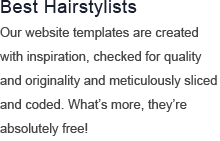 Best Hairstylists
Our website templates are created
with inspiration, checked for quality
and originality and meticulously sliced
and coded. What’s more, they’re
absolutely free!